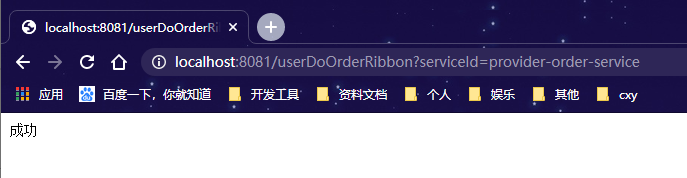 localhost:8081/userDoOrderRibb
localhost:8081/userDoOrderRibbon?serviceId=provider-order-service
应用 百度一下，你就知道 开发工具 资料文档 个人 娱乐 其他 cxy
成功